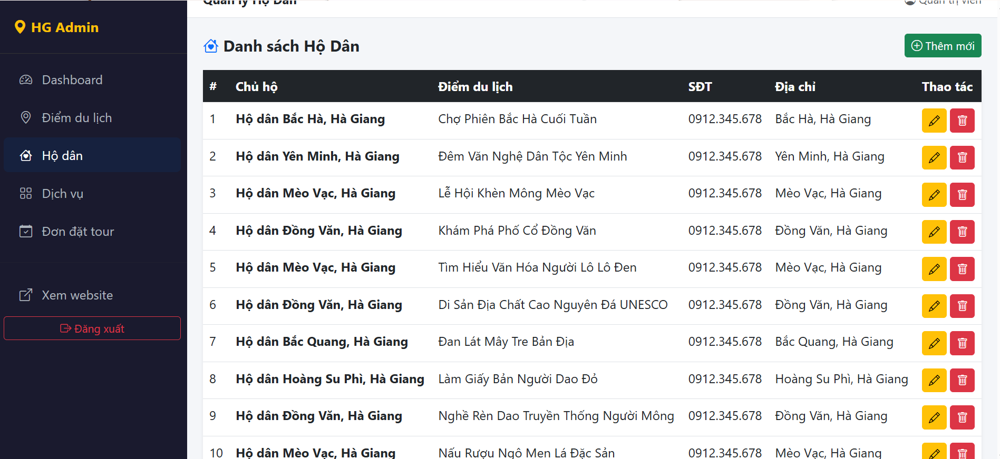 Quản lý Hộ Dân
Quản trị viên
HG Admin
Dashboard
Điểm du lịch
Hộ dân
Dịch vụ
Đơn đặt tour
Xem website
Đăng xuất
Danh sách Hộ Dân
Thêm mới
# Chủ hộ Điểm du lịch SĐT Địa chỉ Thao tác
1 Hộ dân Bắc Hà, Hà Giang Chợ Phiên Bắc Hà Cuối Tuần 0912.345.678 Bắc Hà, Hà Giang
2 Hộ dân Yên Minh, Hà Giang Đêm Văn Nghệ Dân Tộc Yên Minh 0912.345.678 Yên Minh, Hà Giang
3 Hộ dân Mèo Vạc, Hà Giang Lễ Hội Khèn Mông Mèo Vạc 0912.345.678 Mèo Vạc, Hà Giang
4 Hộ dân Đồng Văn, Hà Giang Khám Phá Phố Cổ Đồng Văn 0912.345.678 Đồng Văn, Hà Giang
5 Hộ dân Mèo Vạc, Hà Giang Tìm Hiểu Văn Hóa Người Lô Lô Đen 0912.345.678 Mèo Vạc, Hà Giang
6 Hộ dân Đồng Văn, Hà Giang Di Sản Địa Chất Cao Nguyên Đá UNESCO 0912.345.678 Đồng Văn, Hà Giang
7 Hộ dân Bắc Quang, Hà Giang Đan Lát Mây Tre Bản Địa 0912.345.678 Bắc Quang, Hà Giang
8 Hộ dân Hoàng Su Phì, Hà Giang Làm Giấy Bản Người Dao Đỏ 0912.345.678 Hoàng Su Phì, Hà Giang
9 Hộ dân Đồng Văn, Hà Giang Nghề Rèn Dao Truyền Thống Người Mông 0912.345.678 Đồng Văn, Hà Giang
10 Hộ dân Mèo Vạc, Hà Giang Nấu Rượu Ngô Men Lá Đặc Sản 0912.345.678 Mèo Vạc, Hà Giang